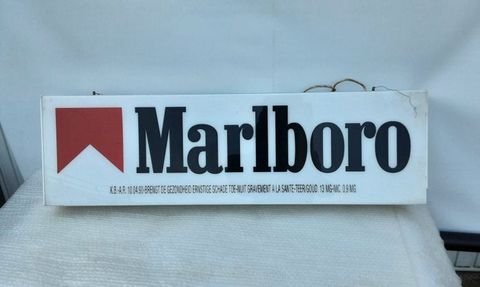 Marlboro
K.B.-A.R. 10.04.90-BRENGT DE GEZONDHEID ERNSTIGE SCHADE TOE-NUIT GRAVEMENT A LA SANTE-TEER/GOUD. 13 MG-NIC. 0.9 MG